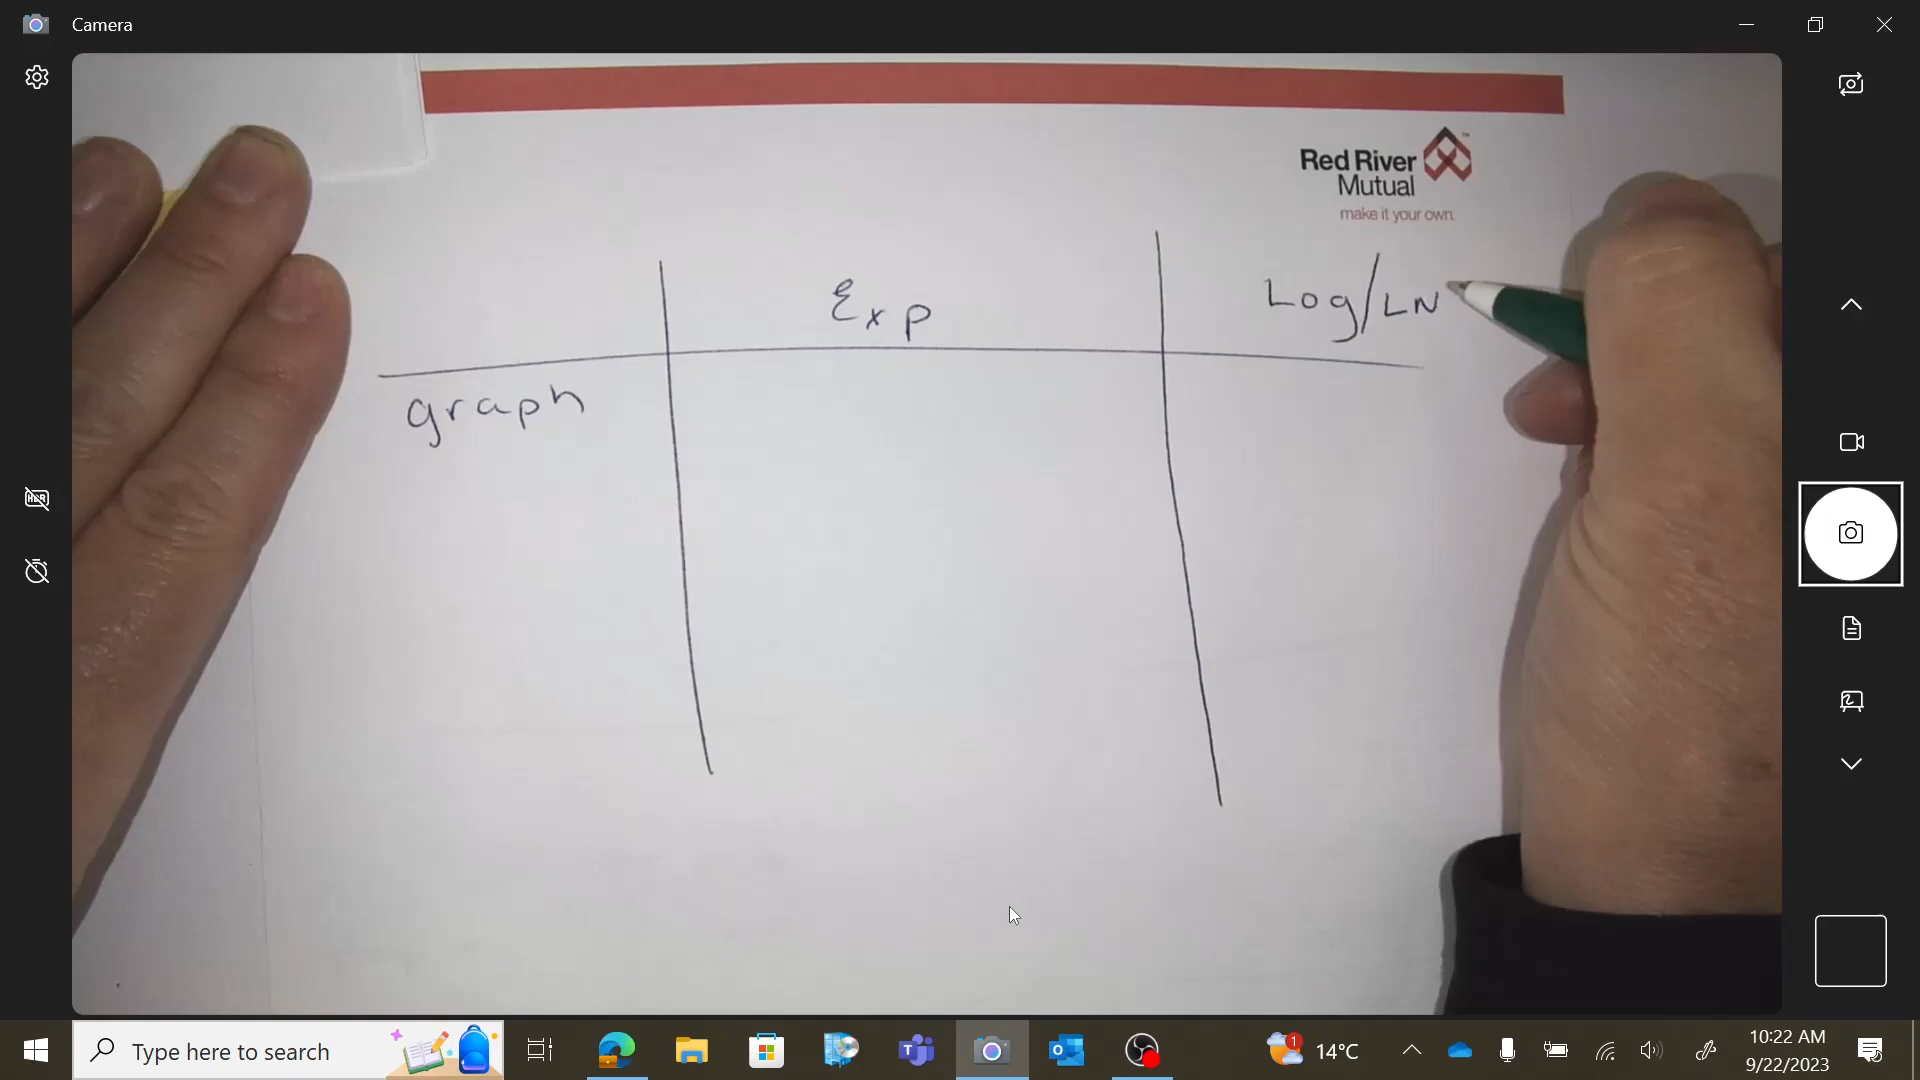 Camera
Red River
Mutual
make it your own.
Exp
Log/LN
graph
Type here to search
1
14°C
10:22 AM
9/22/2023